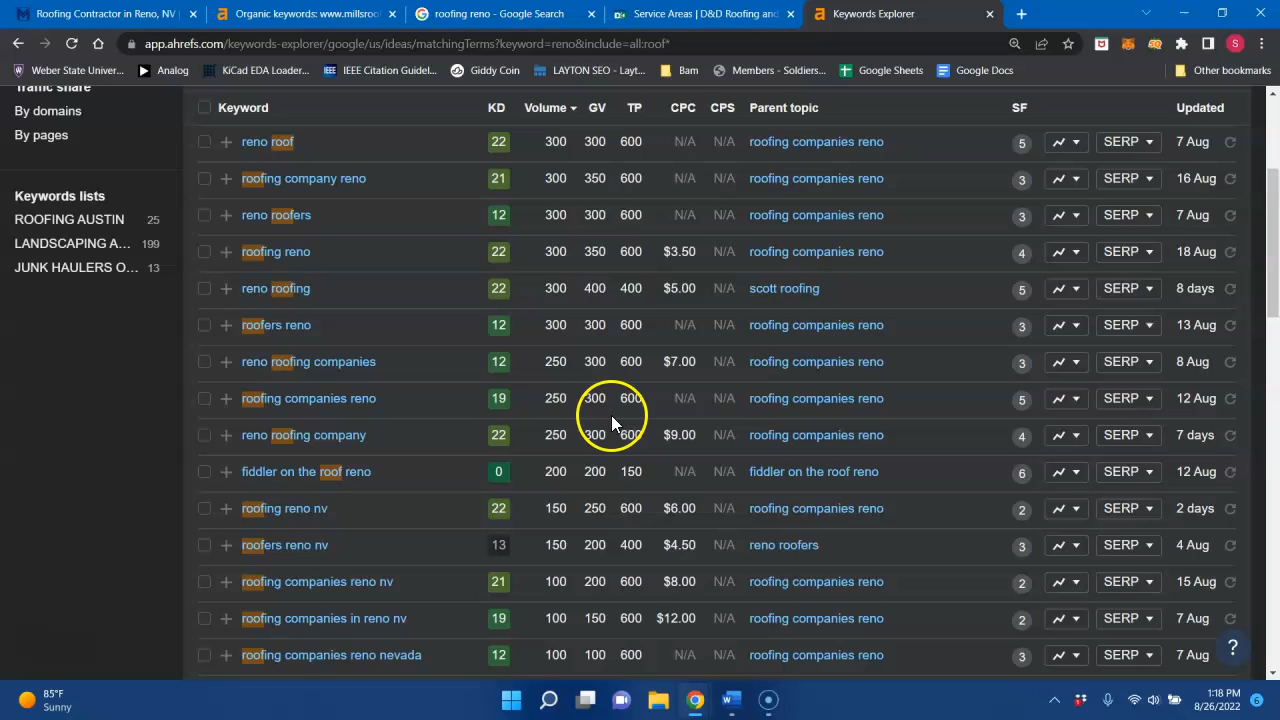 Roofing Contractor in Reno, NV |
Organic keywords: www.millsroof
roofing reno - Google Search
Service Areas | D&D Roofing and
Keywords Explorer
app.ahrefs.com/keywords-explorer/google/us/ideas/matchingTerms?keyword=reno&include=all:roof*
Weber State Univer...
Analog
KiCad EDA Loader...
IEEE Citation Guidel...
Giddy Coin
LAYTON SEO - Layt...
Bam
Members - Soldiers...
Google Sheets
Google Docs
Other bookmarks
Traffic share
By domains
By pages
Keywords lists
ROOFING AUSTIN 25
LANDSCAPING A... 199
JUNK HAULERS O... 13
Keyword KD Volume GV TP CPC CPS Parent topic SF Updated
reno roof 22 300 300 600 N/A N/A roofing companies reno 5 SERP 7 Aug
roofing company reno 21 300 350 600 N/A N/A roofing companies reno 3 SERP 16 Aug
reno roofers 12 300 300 600 N/A N/A roofing companies reno 3 SERP 7 Aug
roofing reno 22 300 350 600 $3.50 N/A roofing companies reno 4 SERP 18 Aug
reno roofing 22 300 400 400 $5.00 N/A scott roofing 5 SERP 8 days
roofers reno 12 300 300 600 N/A N/A roofing companies reno 3 SERP 13 Aug
reno roofing companies 12 250 300 600 $7.00 N/A roofing companies reno 3 SERP 8 Aug
roofing companies reno 19 250 300 600 N/A N/A roofing companies reno 5 SERP 12 Aug
reno roofing company 22 250 300 600 $9.00 N/A roofing companies reno 4 SERP 7 days
fiddler on the roof reno 0 200 200 150 N/A N/A fiddler on the roof reno 6 SERP 12 Aug
roofing reno nv 22 150 250 600 $6.00 N/A roofing companies reno 2 SERP 2 days
roofers reno nv 13 150 200 400 $4.50 N/A reno roofers 3 SERP 4 Aug
roofing companies reno nv 21 100 200 600 $8.00 N/A roofing companies reno 2 SERP 15 Aug
roofing companies in reno nv 19 100 150 600 $12.00 N/A roofing companies reno 2 SERP 7 Aug
roofing companies reno nevada 12 100 100 600 N/A N/A roofing companies reno 3 SERP 7 Aug
?
85°F
Sunny
1:18 PM
8/26/2022
6